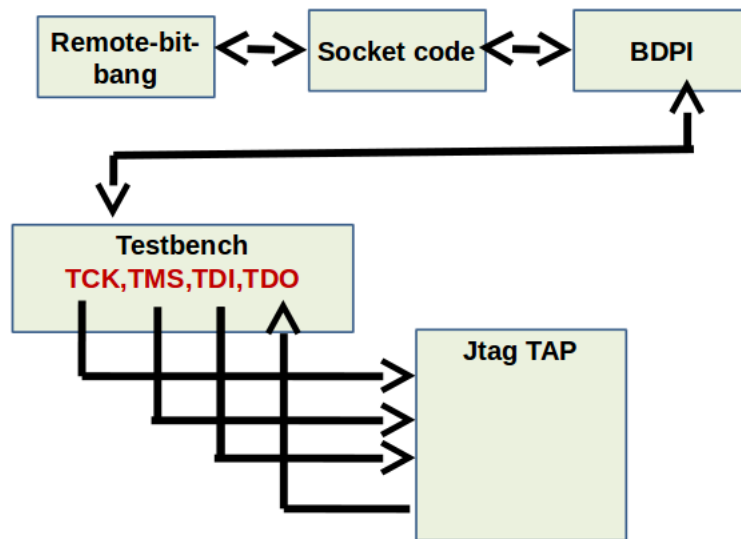 Remote-bit-
bang
Socket code
BDPI
Testbench
TCK,TMS,TDI,TDO
Jtag TAP